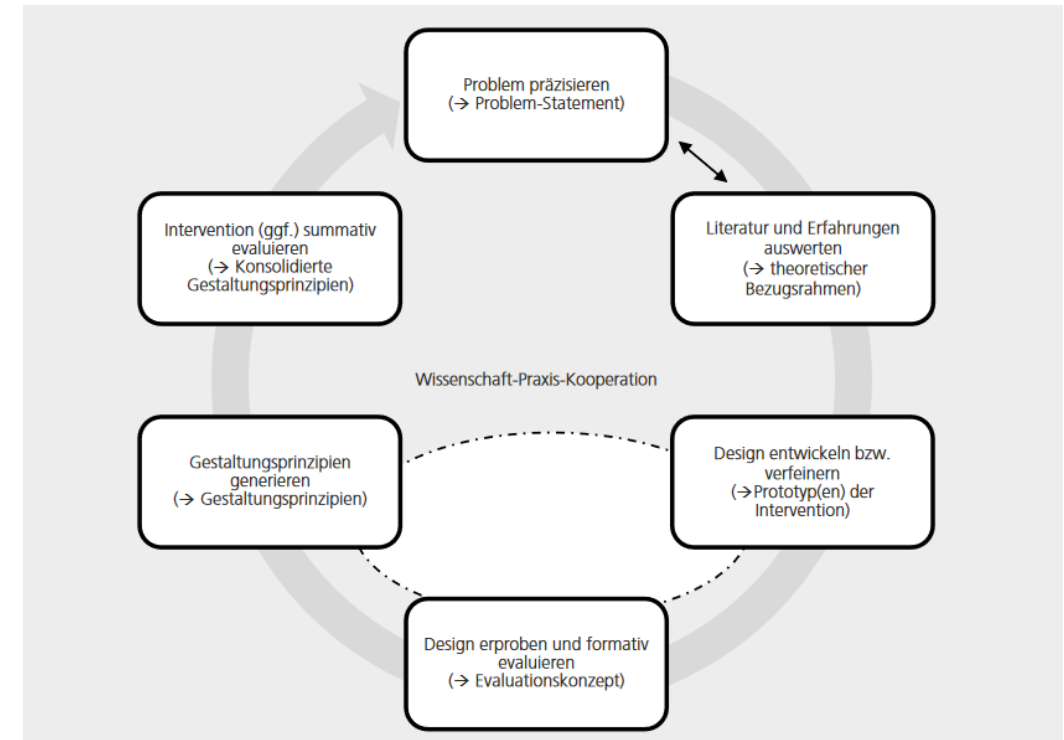 Problem präzisieren
(→ Problem-Statement)
Literatur und Erfahrungen
auswerten
(→ theoretischer
Bezugsrahmen)
Design entwickeln bzw.
verfeinern
(→Prototyp(en) der
Intervention)
Design erproben und formativ
evaluieren
(→ Evaluationskonzept)
Gestaltungsprinzipien
generieren
(→ Gestaltungsprinzipien)
Intervention (ggf.) summativ
evaluieren
(→ Konsolidierte
Gestaltungsprinzipien)
Wissenschaft-Praxis-Kooperation